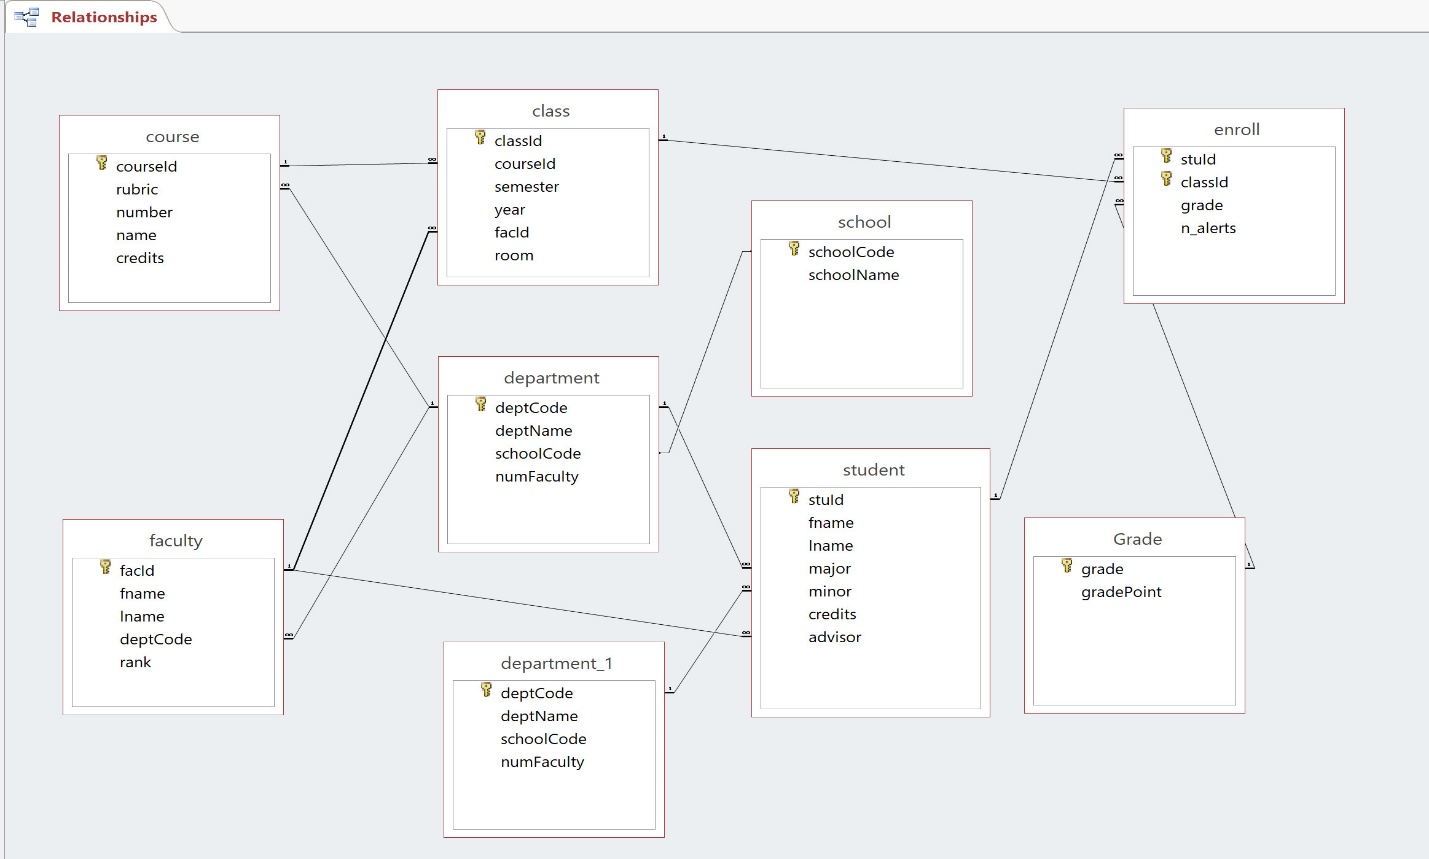 Relationships
course
courseId
rubric
number
name
credits
class
classId
courseId
semester
year
facId
room
school
schoolCode
schoolName
enroll
stuId
classId
grade
n_alerts
department
deptCode
deptName
schoolCode
numFaculty
faculty
facId
fname
lname
deptCode
rank
student
stuId
fname
lname
major
minor
credits
advisor
Grade
grade
gradePoint
department_1
deptCode
deptName
schoolCode
numFaculty